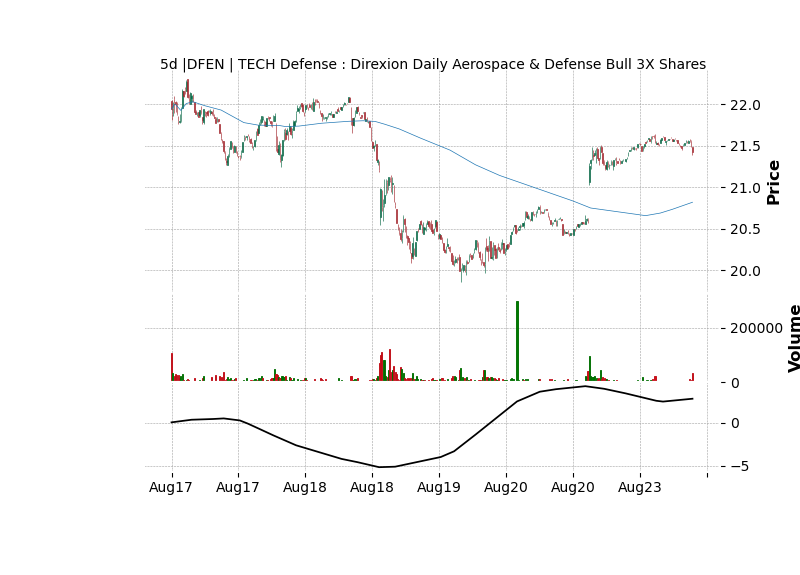 5d |DFEN | TECH Defense : Direxion Daily Aerospace & Defense Bull 3X Shares
22.0
21.5
21.0
20.5
20.0
Price
200000
0
Volume
0
−5
Aug17 Aug17 Aug18 Aug18 Aug19 Aug20 Aug20 Aug23